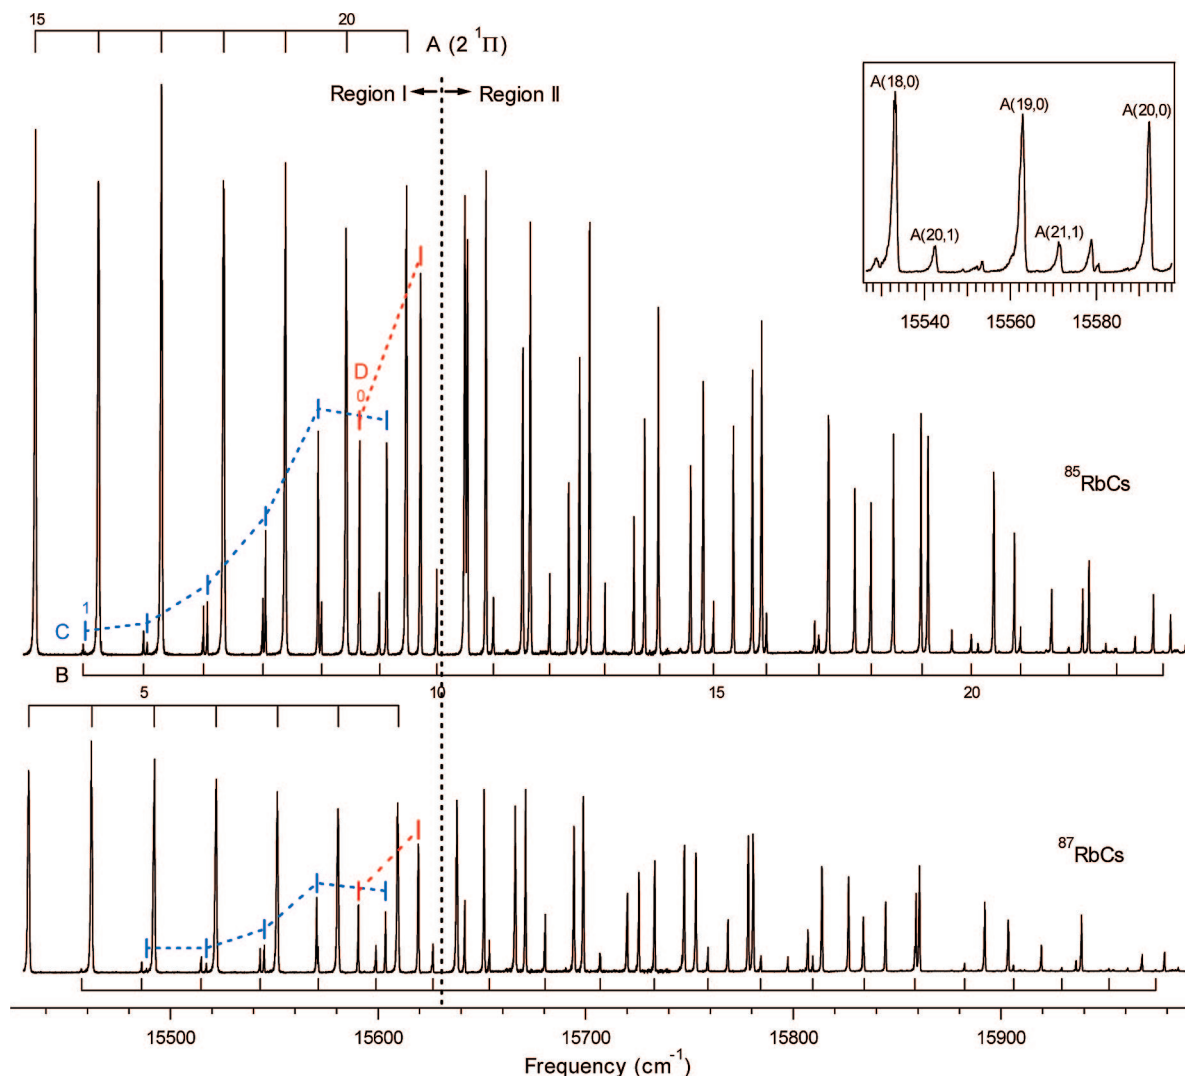 15
20
A (2 ¹Π)
Region I
Region II
A(18,0)
A(19,0)
A(20,0)
A(20,1)
A(21,1)
15540
15560
15580
D
0
⁸⁵RbCs
1
C
B
5
10
15
20
⁸⁷RbCs
15500
15600
15700
15800
15900
Frequency (cm⁻¹)